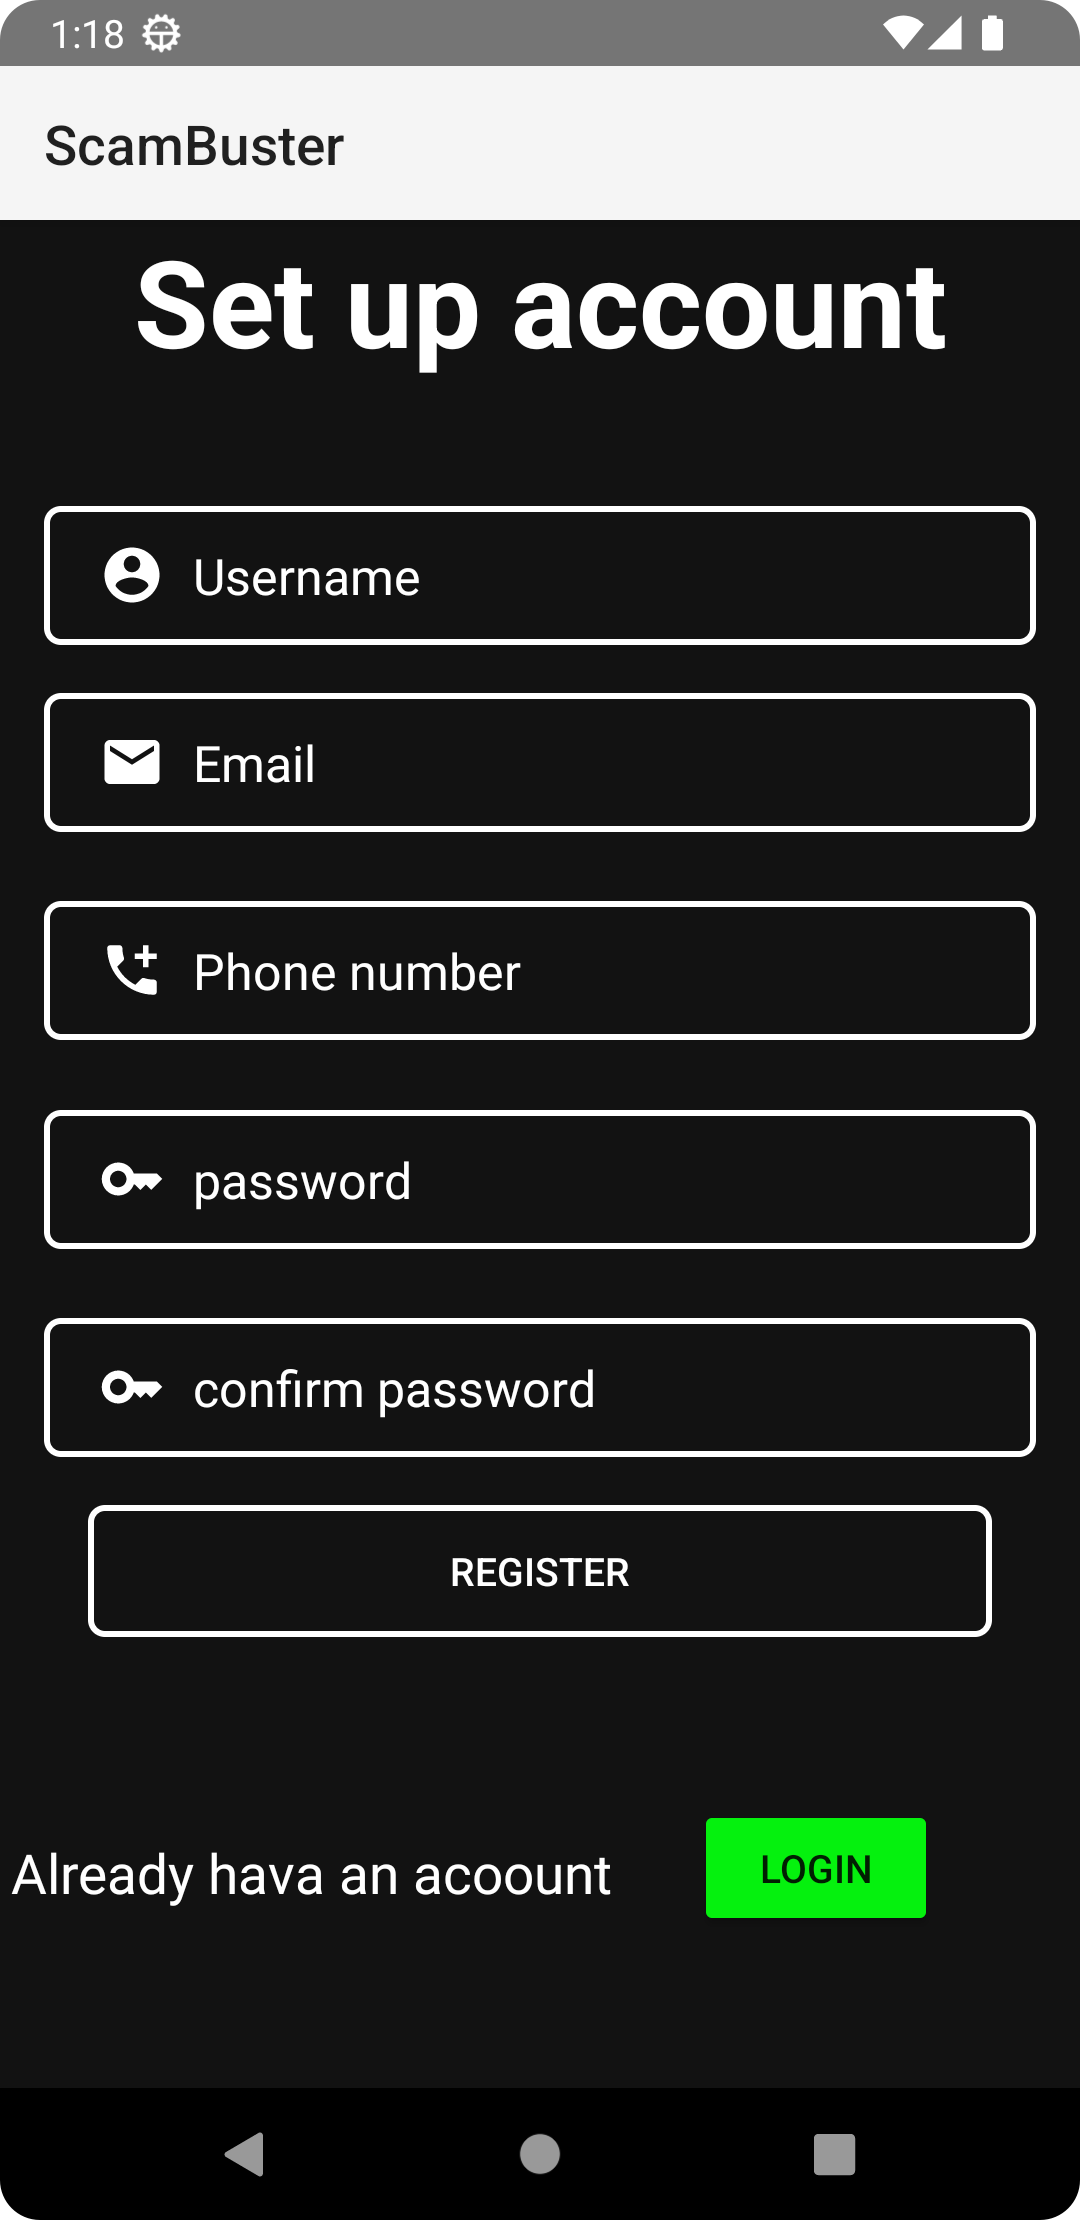 1:18
ScamBuster
Set up account
Username
Email
Phone number
password
confirm password
REGISTER
Already hava an acoount
LOGIN